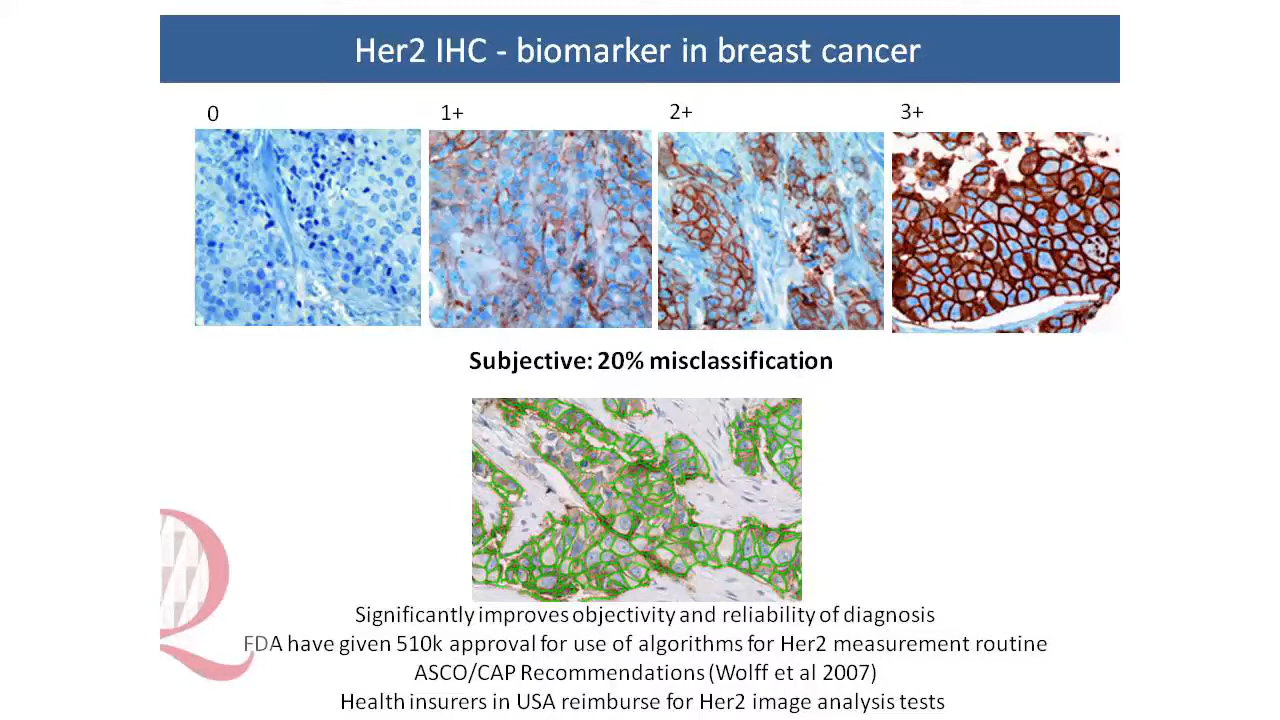 Her2 IHC - biomarker in breast cancer
0 1+ 2+ 3+
Subjective: 20% misclassification
Significantly improves objectivity and reliability of diagnosis
FDA have given 510k approval for use of algorithms for Her2 measurement routine
ASCO/CAP Recommendations (Wolff et al 2007)
Health insurers in USA reimburse for Her2 image analysis tests